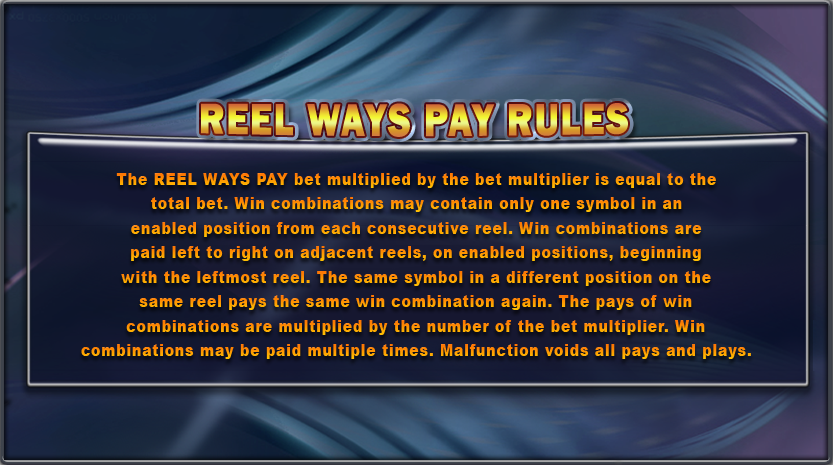 REEL WAYS PAY RULES
The REEL WAYS PAY bet multiplied by the bet multiplier is equal to the
total bet. Win combinations may contain only one symbol in an
enabled position from each consecutive reel. Win combinations are
paid left to right on adjacent reels, on enabled positions, beginning
with the leftmost reel. The same symbol in a different position on the
same reel pays the same win combination again. The pays of win
combinations are multiplied by the number of the bet multiplier. Win
combinations may be paid multiple times. Malfunction voids all pays and plays.